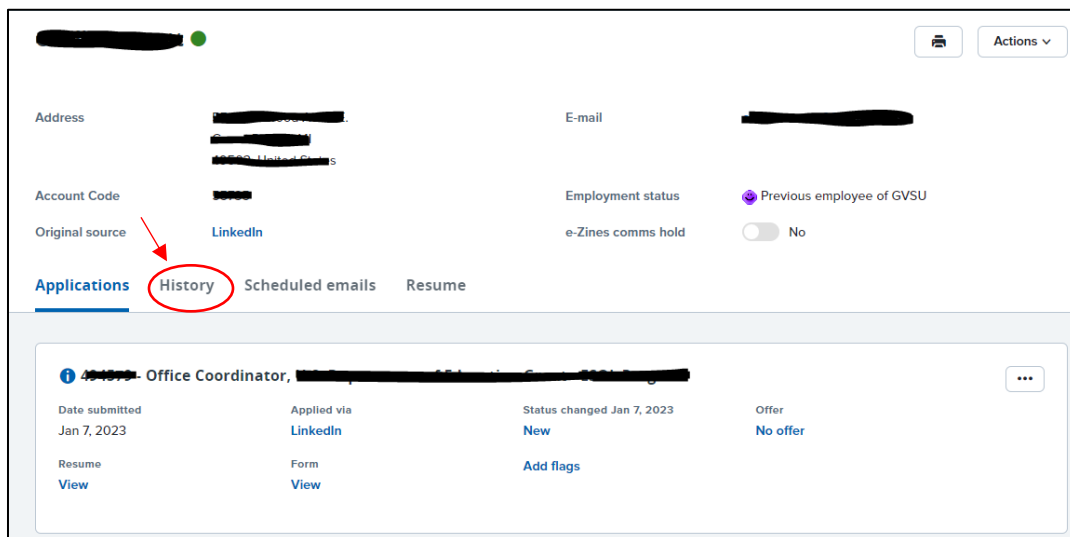 Actions
Address
E-mail
United States
Account Code
Employment status Previous employee of GVSU
Original source LinkedIn
e-Zines comms hold No
Applications History Scheduled emails Resume
- Office Coordinator,
Date submitted Applied via Status changed Jan 7, 2023 Offer
Jan 7, 2023 LinkedIn New No offer
Resume Form Add flags
View View